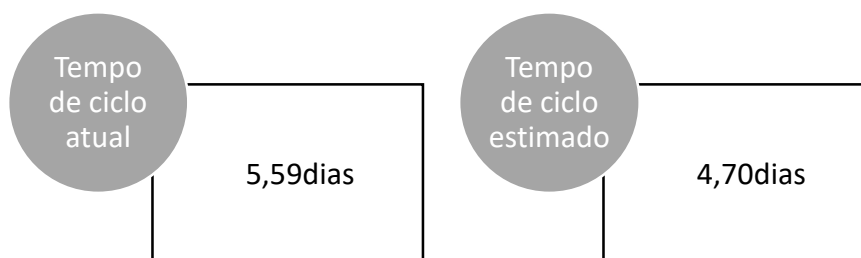 Tempo
de ciclo
atual
5,59dias
Tempo
de ciclo
estimado
4,70dias